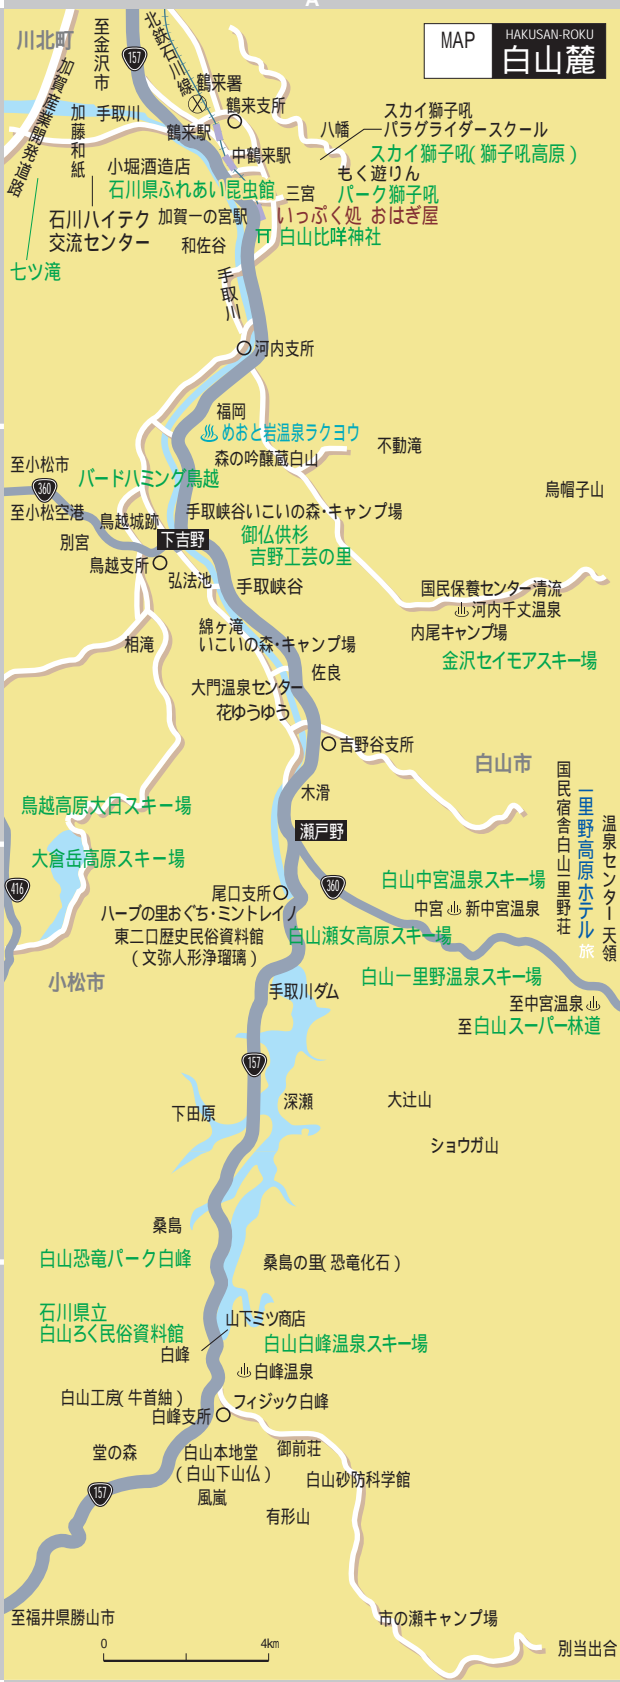 A
MAP
HAKUSAN-ROKU
白山麓
川北町
至金沢市
157
北鉄石川線
加賀産業開発道路
鶴来署
鶴来支所
手取川
加藤和紙
鶴来駅
八幡
スカイ獅子吼
パラグライダースクール
スカイ獅子吼(獅子吼高原)
中鶴来駅
小堀酒造店
もく遊りん
石川県ふれあい昆虫館
三宮
パーク獅子吼
石川ハイテク
交流センター
加賀一の宮駅
いっぷく処 おはぎ屋
和佐谷
白山比咩神社
七ツ滝
手取川
河内支所
福岡
めおと岩温泉ラクヨウ
不動滝
森の吟醸蔵白山
至小松市
バードハミング鳥越
360
烏帽子山
至小松空港
鳥越城跡
手取峡谷いこいの森・キャンプ場
別宮
下吉野
御仏供杉
吉野工芸の里
鳥越支所
弘法池
手取峡谷
国民保養センター清流
河内千丈温泉
綿ヶ滝
いこいの森・キャンプ場
内尾キャンプ場
相滝
金沢セイモアスキー場
佐良
大門温泉センター
花ゆうゆう
吉野谷支所
白山市
国民宿舎白山一里野荘
一里野高原ホテル
旅
温泉センター天領
木滑
鳥越高原大日スキー場
瀬戸野
大倉岳高原スキー場
416
360
尾口支所
白山中宮温泉スキー場
ハーブの里おぐち・ミントレイノ
中宮
新中宮温泉
東二口歴史民俗資料館
(文弥人形浄瑠璃)
白山瀬女高原スキー場
小松市
白山一里野温泉スキー場
手取川ダム
至中宮温泉
至白山スーパー林道
157
下田原
深瀬
大辻山
ショウガ山
桑島
白山恐竜パーク白峰
桑島の里(恐竜化石)
石川県立
白山ろく民俗資料館
山下ミツ商店
白山白峰温泉スキー場
白峰
白峰温泉
白山工房(牛首紬)
フィジック白峰
白峰支所
堂の森
白山本地堂
(白山下山仏)
御前荘
157
風嵐
白山砂防科学館
有形山
至福井県勝山市
市の瀬キャンプ場
0
4km
別当出合